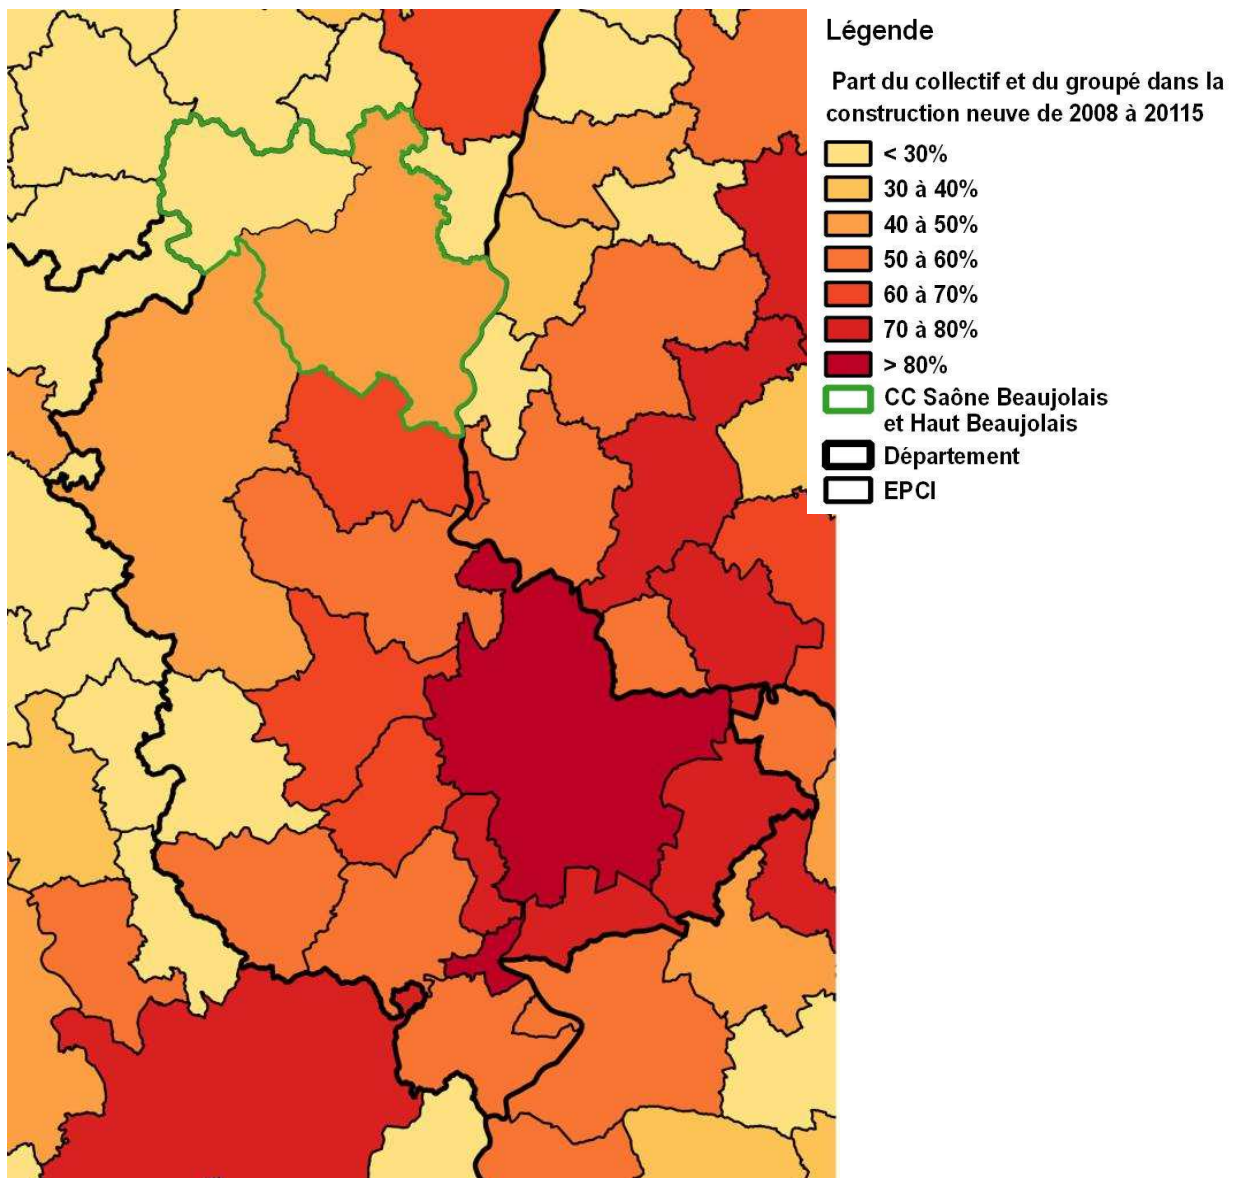 Légende
Part du collectif et du groupé dans la
construction neuve de 2008 à 20115
< 30%
30 à 40%
40 à 50%
50 à 60%
60 à 70%
70 à 80%
> 80%
CC Saône Beaujolais
et Haut Beaujolais
Département
EPCI